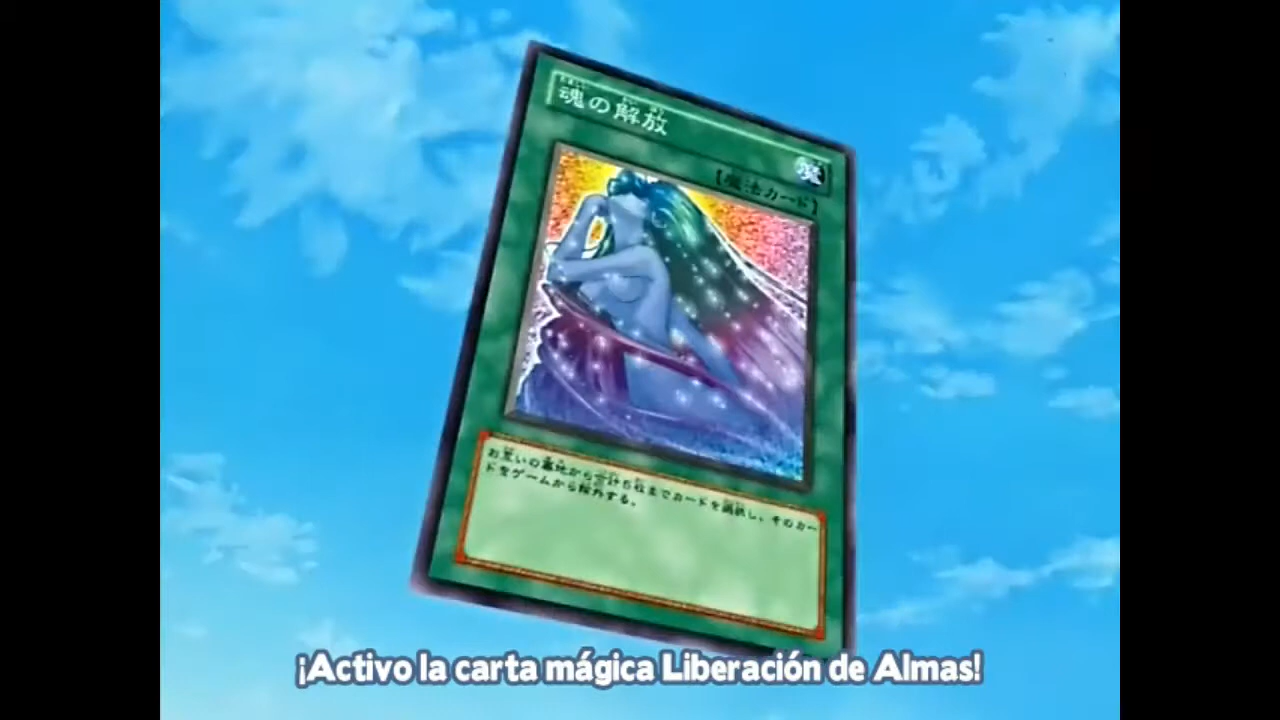 魂の解放
魔
【魔法カード】
お互いの墓地から合計5枚までカードを選択し、そのカー
ドをゲームから除外する。
¡Activo la carta mágica Liberación de Almas!